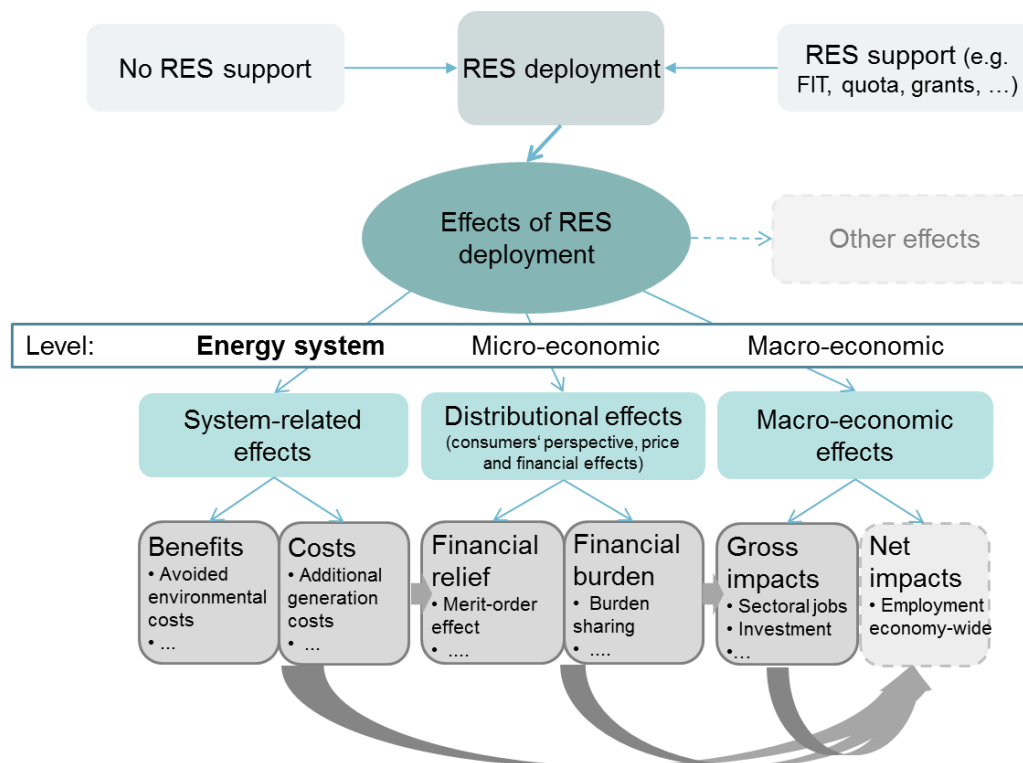 No RES support
RES deployment
RES support (e.g.
FIT, quota, grants, …)
Effects of RES
deployment
Other effects
Level:
Energy system
Micro-economic
Macro-economic
System-related
effects
Distributional effects
(consumers‘ perspective, price
and financial effects)
Macro-economic
effects
Benefits
• Avoided
environmental
costs
• ...
Costs
• Additional
generation
costs
• ...
Financial
relief
• Merit-order
effect
• ....
Financial
burden
• Burden
sharing
• ....
Gross
impacts
• Sectoral jobs
• Investment
•...
Net
impacts
• Employment
economy-wide